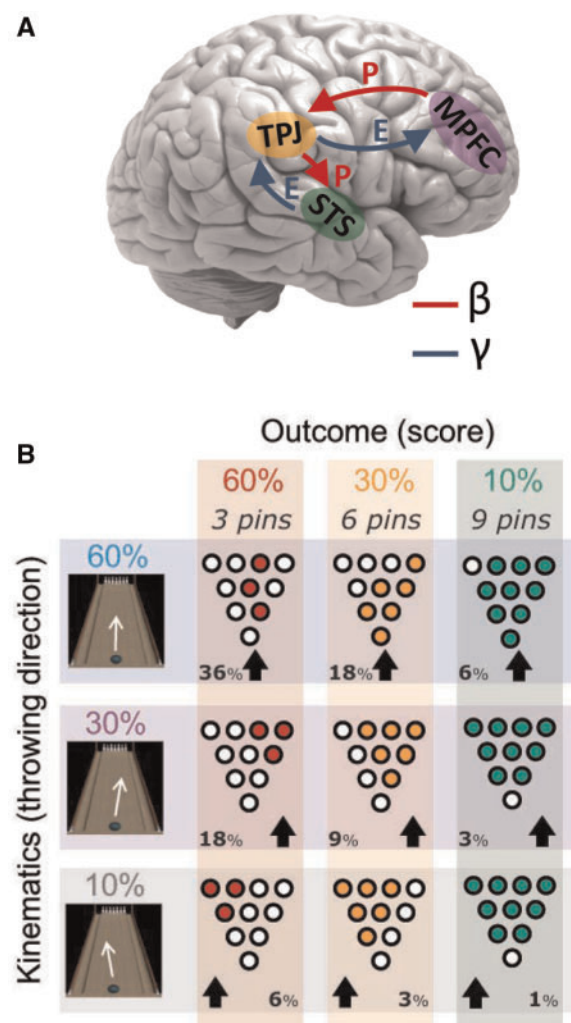 A
P
MPFC
TPJ
E
P
E
STS
β
γ
Outcome (score)
B
60% 30% 10%
3 pins 6 pins 9 pins
Kinematics (throwing direction)
60%
36% 18% 6%
30%
18% 9% 3%
10%
6% 3% 1%